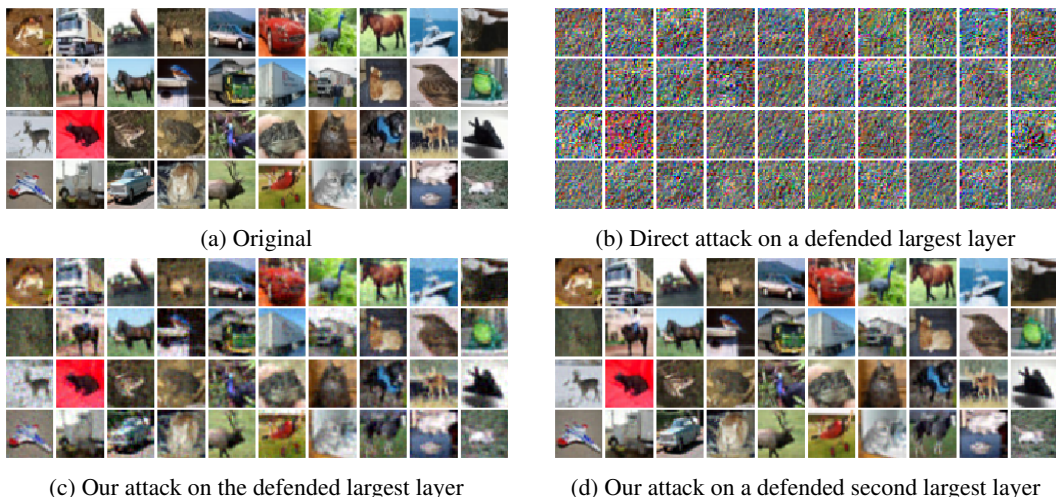 (a) Original
(b) Direct attack on a defended largest layer
(c) Our attack on the defended largest layer
(d) Our attack on a defended second largest layer